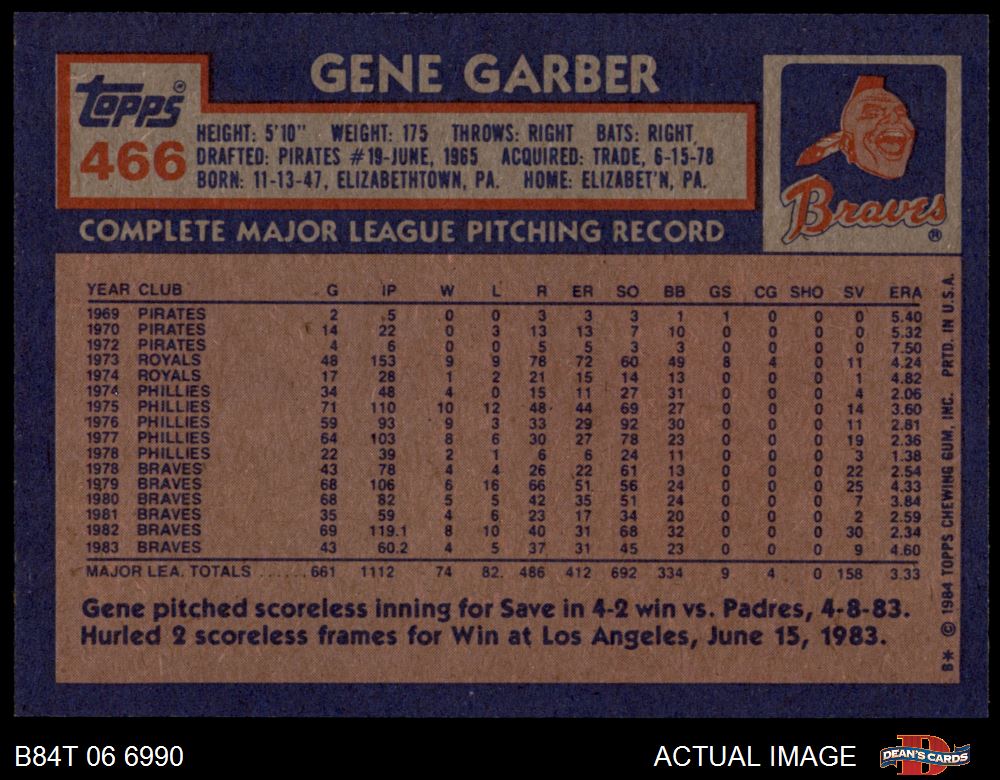 GENE GARBER
Topps®
466
HEIGHT: 5'10" WEIGHT: 175 THROWS: RIGHT BATS: RIGHT
DRAFTED: PIRATES #19-JUNE, 1965 ACQUIRED: TRADE, 6-15-78
BORN: 11-13-47, ELIZABETHTOWN, PA. HOME: ELIZABET'N, PA.
Braves®
COMPLETE MAJOR LEAGUE PITCHING RECORD
YEAR CLUB G IP W L R ER SO BB GS CG SHO SV ERA
1969 PIRATES 2 5 0 0 3 3 3 1 1 0 0 0 5.40
1970 PIRATES 14 22 0 3 13 13 7 10 0 0 0 0 5.32
1972 PIRATES 4 6 0 0 5 5 3 3 0 0 0 0 7.50
1973 ROYALS 48 153 9 9 78 72 60 49 8 4 0 11 4.24
1974 ROYALS 17 28 1 2 21 15 14 13 0 0 0 1 4.82
1974 PHILLIES 34 48 4 0 15 11 27 31 0 0 0 4 2.06
1975 PHILLIES 71 110 10 12 48 44 69 27 0 0 0 14 3.60
1976 PHILLIES 59 93 9 3 33 29 92 30 0 0 0 11 2.81
1977 PHILLIES 64 103 8 6 30 27 78 23 0 0 0 19 2.36
1978 PHILLIES 22 39 2 1 6 6 24 11 0 0 0 3 1.38
1978 BRAVES 43 78 4 4 26 22 61 13 0 0 0 22 2.54
1979 BRAVES 68 106 6 16 66 51 56 24 0 0 0 25 4.33
1980 BRAVES 68 82 5 5 42 35 51 24 0 0 0 7 3.84
1981 BRAVES 35 59 4 6 23 17 34 20 0 0 0 2 2.59
1982 BRAVES 69 119.1 8 10 40 31 68 32 0 0 0 30 2.34
1983 BRAVES 43 60.2 4 5 37 31 45 23 0 0 0 9 4.60
MAJOR LEA. TOTALS ...... 661 1112 74 82. 486 412 692 334 9 4 0 158 3.33
Gene pitched scoreless inning for Save in 4-2 win vs. Padres, 4-8-83.
Hurled 2 scoreless frames for Win at Los Angeles, June 15, 1983.
B* © 1984 TOPPS CHEWING GUM, INC. PRTD. IN U.S.A.
B84T 06 6990
ACTUAL IMAGE
D
DEAN'S CARDS